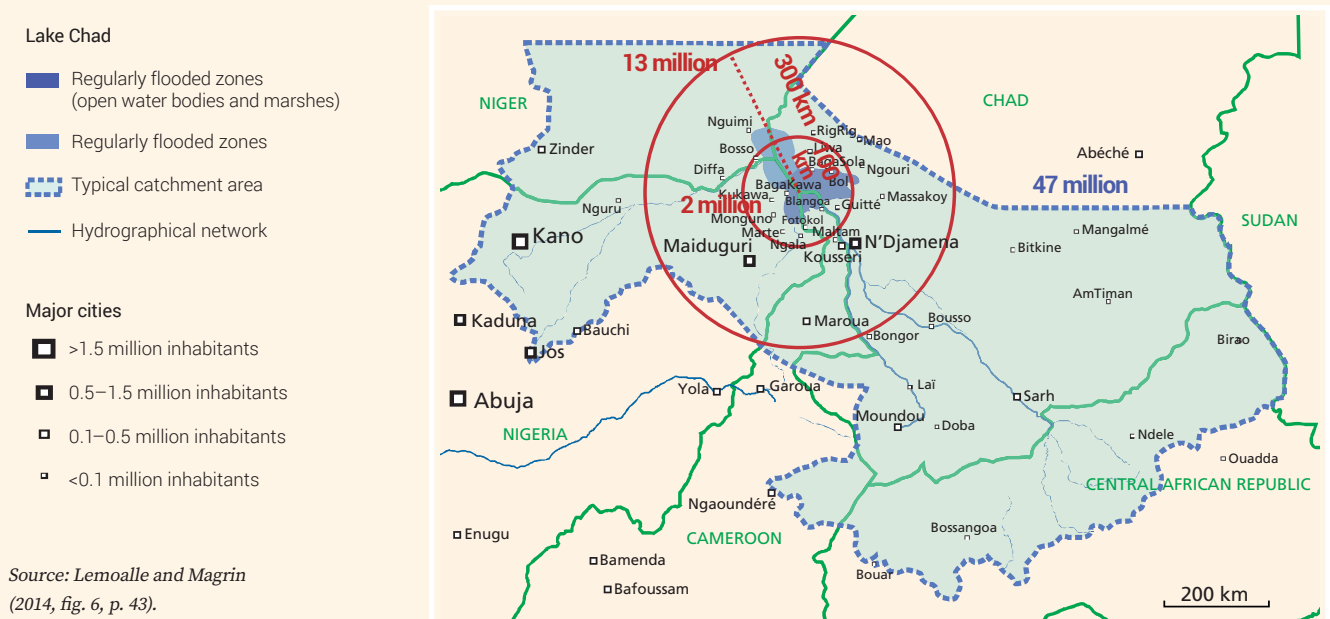 Lake Chad
Regularly flooded zones
(open water bodies and marshes)
Regularly flooded zones
Typical catchment area
Hydrographical network
Major cities
>1.5 million inhabitants
0.5–1.5 million inhabitants
0.1–0.5 million inhabitants
<0.1 million inhabitants
Source: Lemoalle and Magrin
(2014, fig. 6, p. 43).
13 million
300 km
NIGER
CHAD
Nguimi
RigRig
Mao
Zinder
Bosso
Liwa
Abéché
BagaSola
100
km
Diffa
Ngouri
Bol
47 million
BagaKawa
Kukawa
Massakoy
Nguru
2 million
Blangoa
Guitté
SUDAN
Monguno
Fotokol
Mangalmé
Kano
Marte
Maltam
N'Djamena
Maiduguri
Ngala
Bitkine
Kousseri
AmTiman
Kaduna
Bauchi
Maroua
Bousso
Bongor
Birao
Jos
Yola
Garoua
Laï
Sarh
Abuja
Moundou
Doba
NIGERIA
Ndele
Ouadda
CENTRAL AFRICAN REPUBLIC
Ngaoundéré
Enugu
CAMEROON
Bossangoa
Bamenda
Bouar
Bafoussam
200 km